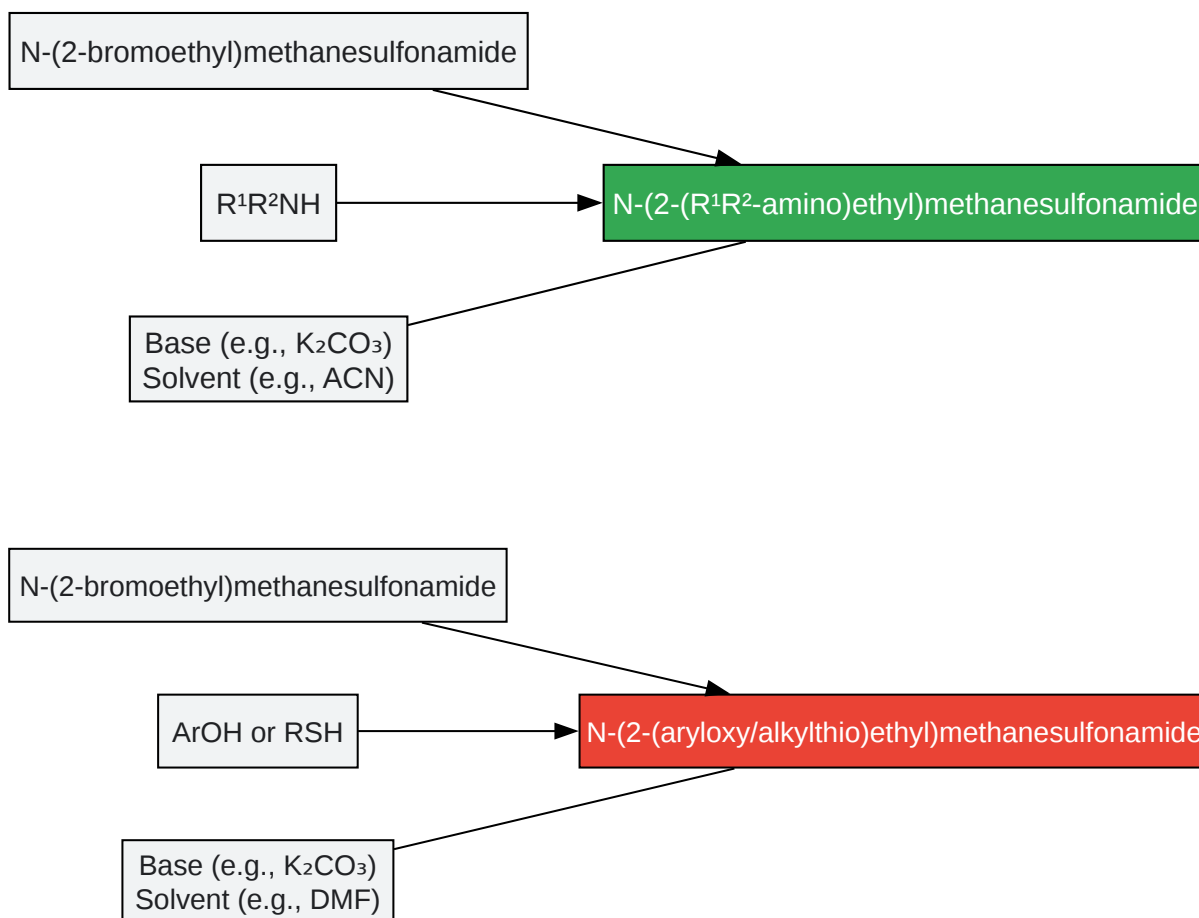 N-(2-bromoethyl)methanesulfonamide
R¹R²NH
N-(2-(R¹R²-amino)ethyl)methanesulfonamide
Base (e.g., K₂CO₃)
Solvent (e.g., ACN)
N-(2-bromoethyl)methanesulfonamide
ArOH or RSH
N-(2-(aryloxy/alkylthio)ethyl)methanesulfonamide
Base (e.g., K₂CO₃)
Solvent (e.g., DMF)